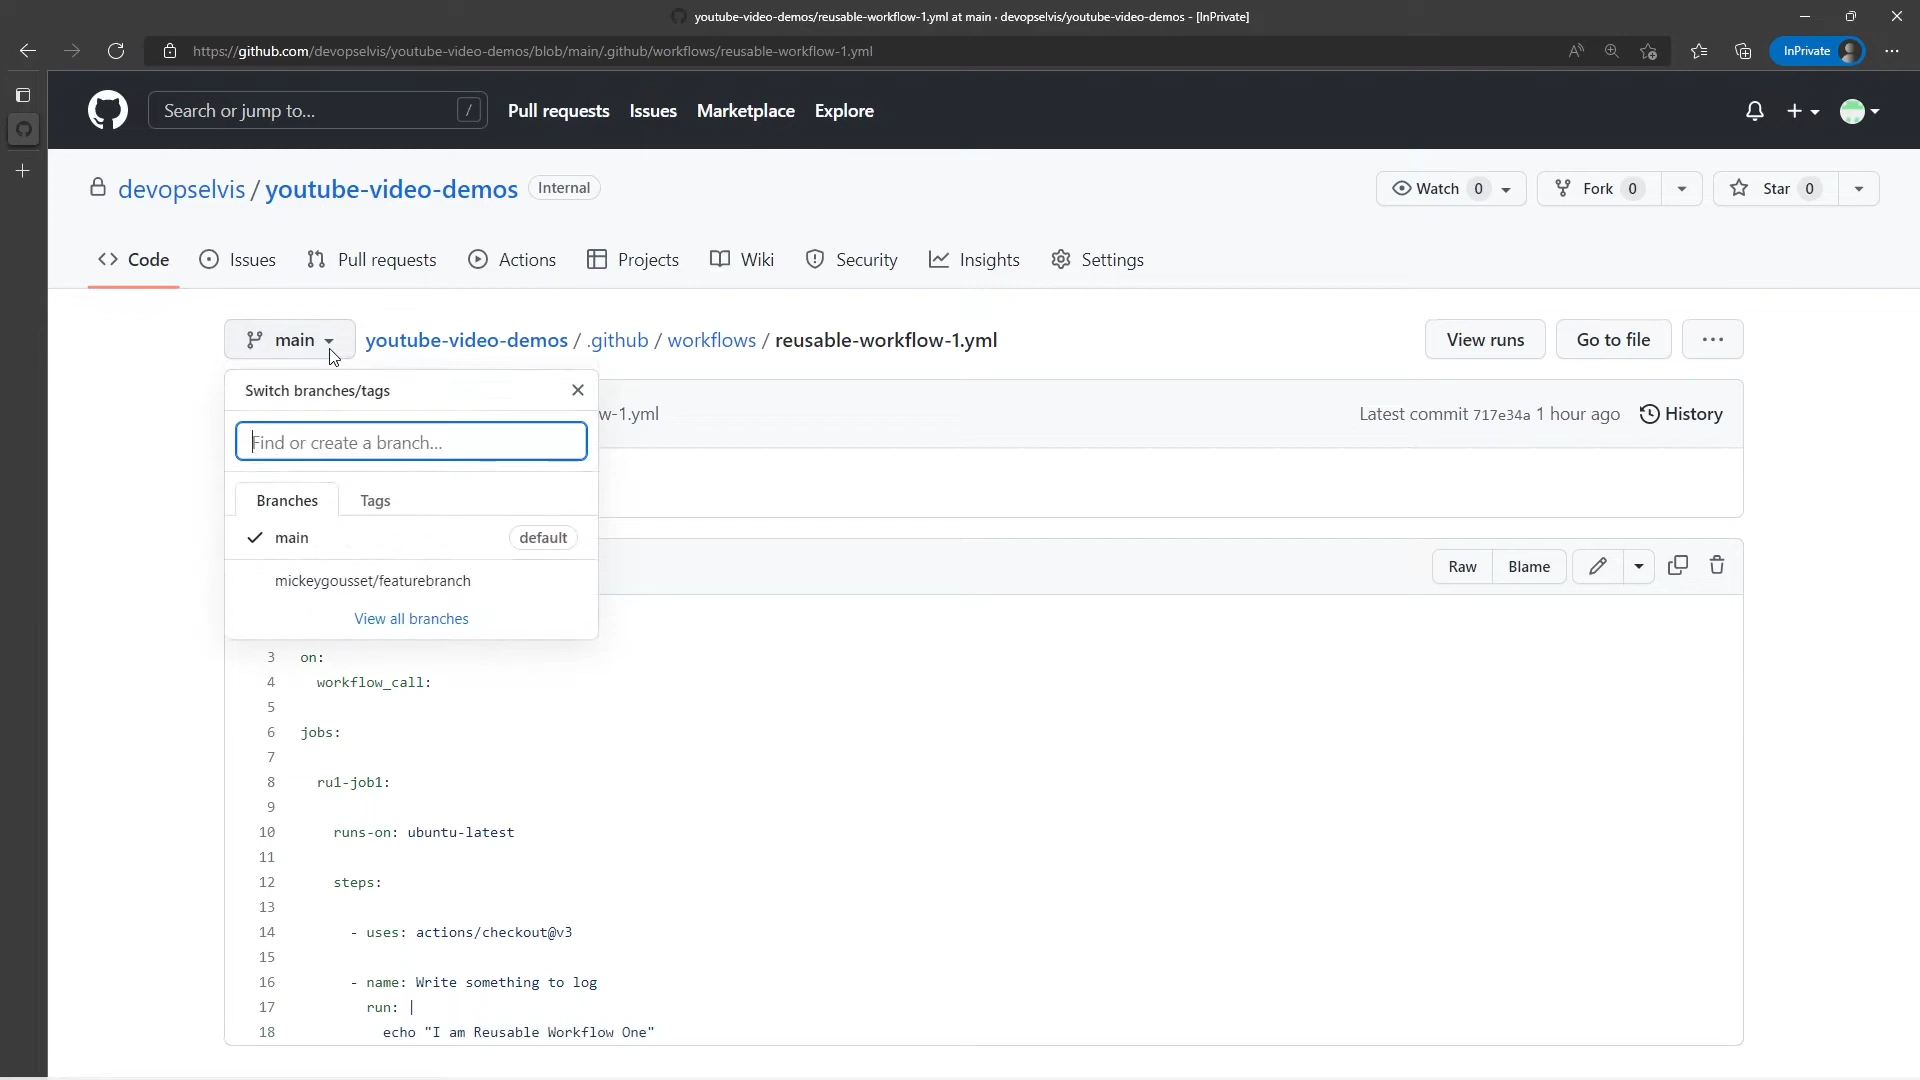 youtube-video-demos/reusable-workflow-1.yml at main · devopselvis/youtube-video-demos - [InPrivate]
https://github.com/devopselvis/youtube-video-demos/blob/main/.github/workflows/reusable-workflow-1.yml
InPrivate
Search or jump to... /
Pull requests Issues Marketplace Explore
devopselvis / youtube-video-demos Internal
Watch 0 Fork 0 Star 0
Code Issues Pull requests Actions Projects Wiki Security Insights Settings
main youtube-video-demos / .github / workflows / reusable-workflow-1.yml View runs Go to file ...
Switch branches/tags
w-1.yml Latest commit 717e34a 1 hour ago History
Find or create a branch...
Branches Tags
main default
Raw Blame
mickeygousset/featurebranch
View all branches
3 on:
4 workflow_call:
5
6 jobs:
7
8 ru1-job1:
9
10 runs-on: ubuntu-latest
11
12 steps:
13
14 - uses: actions/checkout@v3
15
16 - name: Write something to log
17 run: |
18 echo "I am Reusable Workflow One"